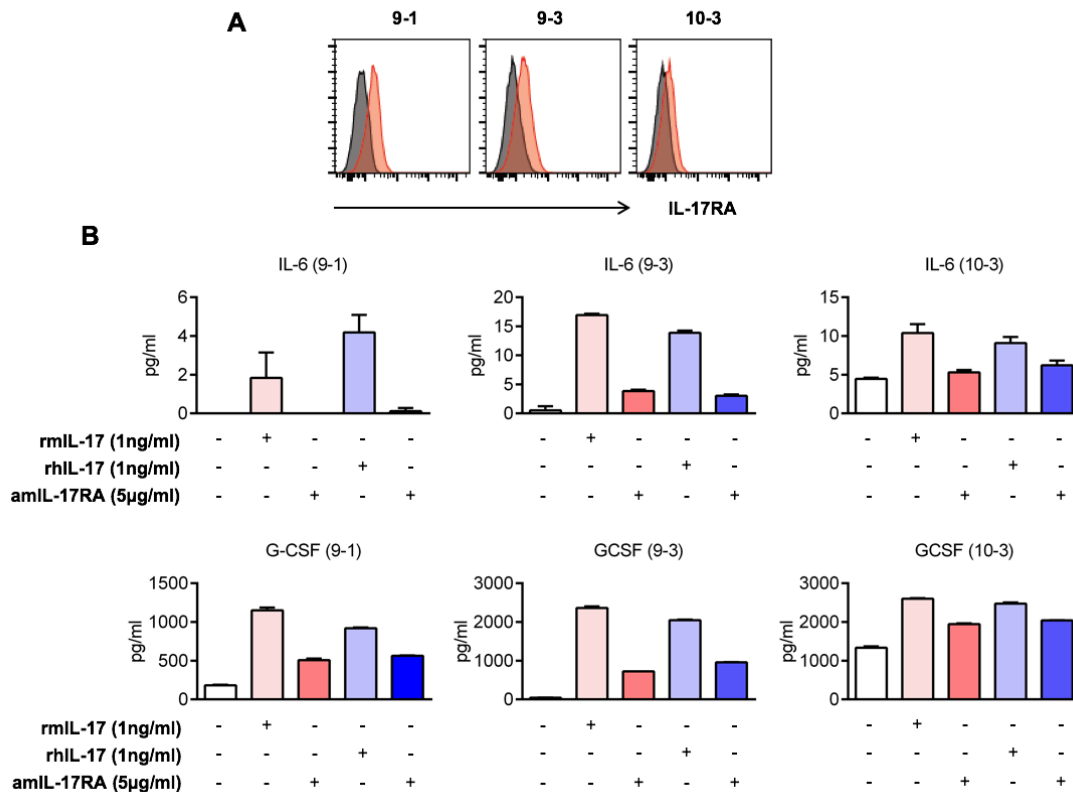 A
9-1 9-3 10-3
IL-17RA
B
IL-6 (9-1) IL-6 (9-3) IL-6 (10-3)
pg/ml 6 4 2 0
pg/ml 20 15 10 5 0
pg/ml 15 10 5 0
rmIL-17 (1ng/ml) - + - - - - + - - - - + - - -
rhIL-17 (1ng/ml) - - - + - - - - + - - - - + -
amIL-17RA (5µg/ml) - - + - + - - + - + - - + - +
G-CSF (9-1) GCSF (9-3) GCSF (10-3)
pg/ml 1500 1000 500 0
pg/ml 3000 2000 1000 0
pg/ml 3000 2000 1000 0
rmIL-17 (1ng/ml) - + - - - - + - - - - + - - -
rhIL-17 (1ng/ml) - - - + - - - - + - - - - + -
amIL-17RA (5µg/ml) - - + - + - - + - + - - + - +